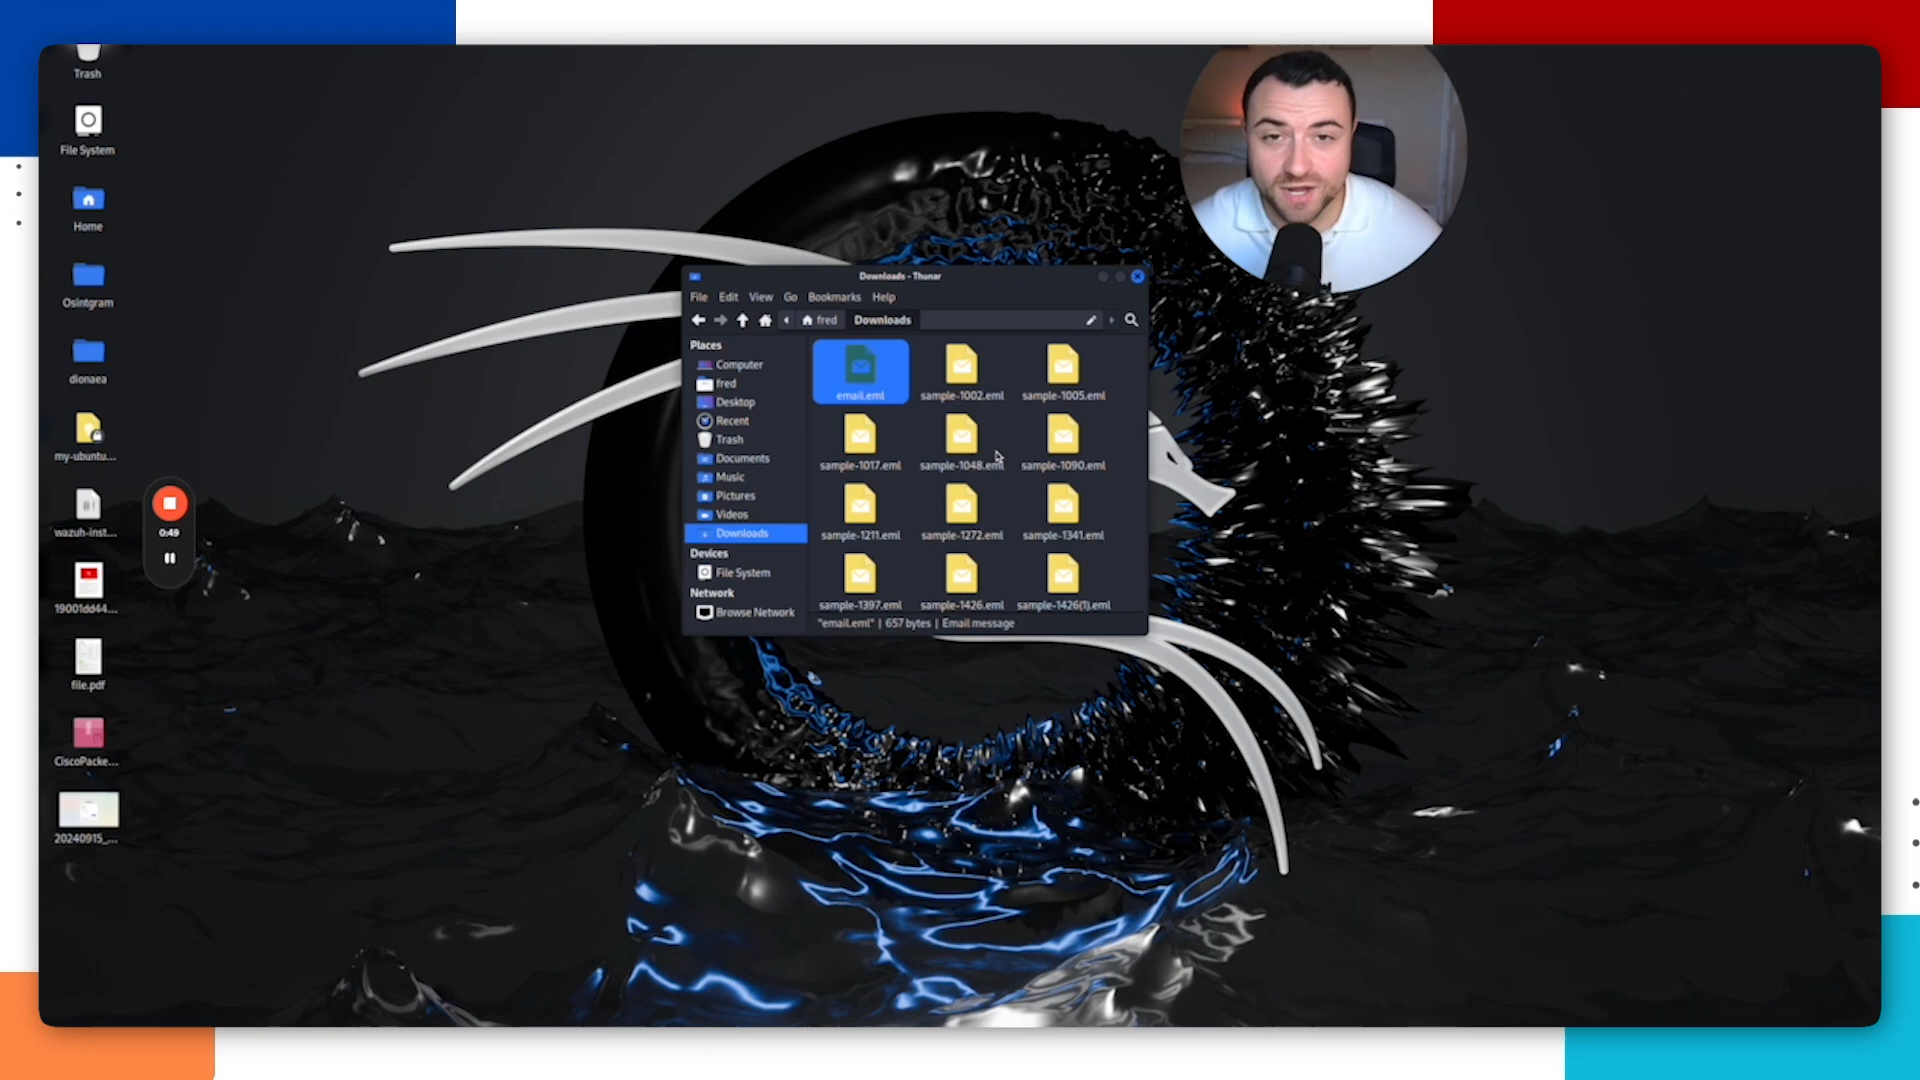 Trash
File System
Home
Osintgram
dionaea
my-ubuntu...
wazuh-inst...
19001dd44...
file.pdf
CiscoPacke...
20240915_...
0:49
Downloads - Thunar
File Edit View Go Bookmarks Help
fred Downloads
Places
Computer
fred
Desktop
Recent
Trash
Documents
Music
Pictures
Videos
Downloads
Devices
File System
Network
Browse Network
email.eml sample-1002.eml sample-1005.eml
sample-1017.eml sample-1048.eml sample-1090.eml
sample-1211.eml sample-1272.eml sample-1341.eml
sample-1397.eml sample-1426.eml sample-1426(1).eml
"email.eml" | 657 bytes | Email message